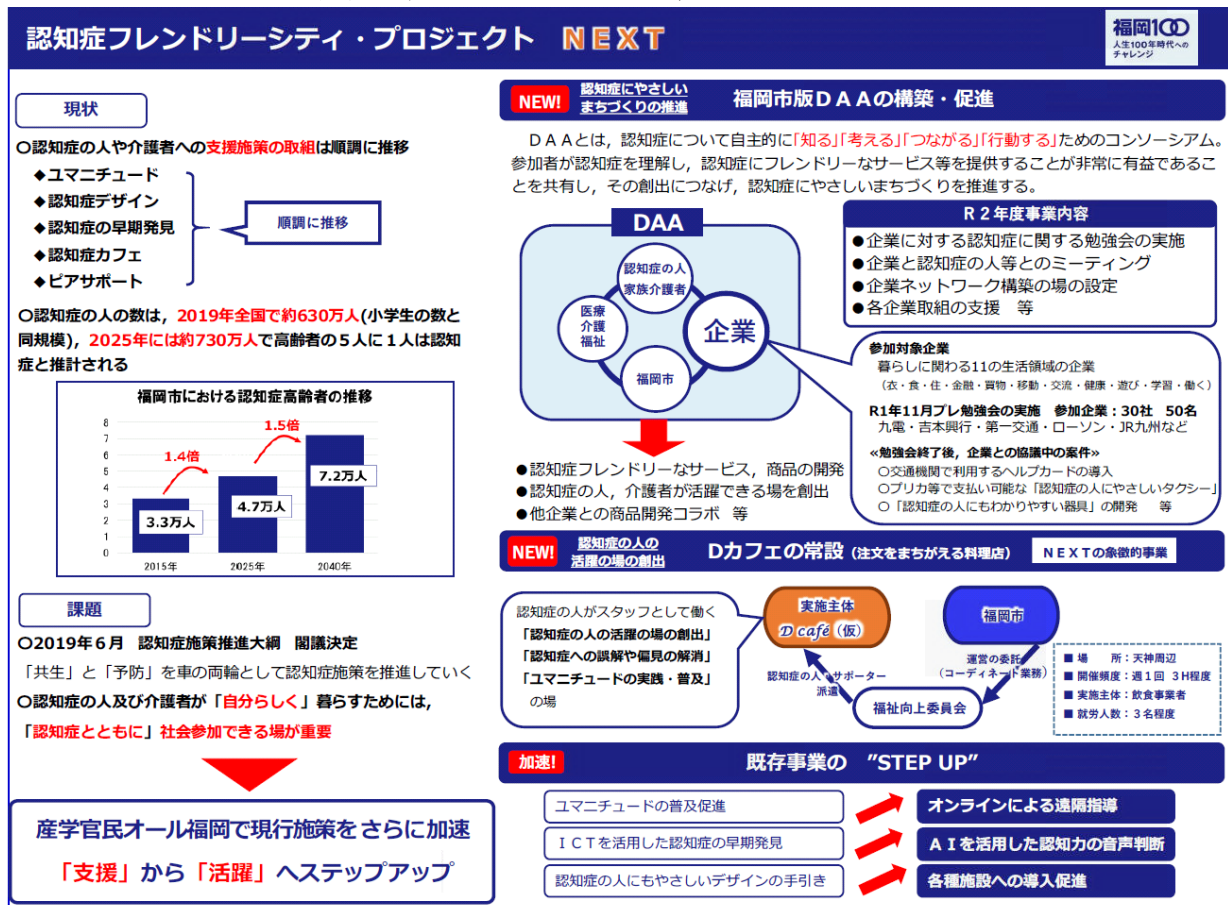 認知症フレンドリーシティ・プロジェクト NEXT
福岡100
人生100年時代への
チャレンジ
現状
〇認知症の人や介護者への支援施策の取組は順調に推移
◆ユマニチュード
◆認知症デザイン
◆認知症の早期発見
◆認知症カフェ
◆ピアサポート
順調に推移
〇認知症の人の数は，2019年全国で約630万人(小学生の数と
同規模)，2025年には約730万人で高齢者の５人に１人は認知
症と推計される
福岡市における認知症高齢者の推移
8
7
6
5
4
3
2
1
0
1.4倍
1.5倍
3.3万人
4.7万人
7.2万人
2015年
2025年
2040年
課題
〇2019年６月 認知症施策推進大綱 閣議決定
「共生」と「予防」を車の両輪として認知症施策を推進していく
〇認知症の人及び介護者が「自分らしく」暮らすためには，
「認知症とともに」社会参加できる場が重要
産学官民オール福岡で現行施策をさらに加速
「支援」から「活躍」へステップアップ
NEW!
認知症にやさしい
まちづくりの推進
福岡市版ＤＡＡの構築・促進
ＤＡＡとは，認知症について自主的に「知る」「考える」「つながる」「行動する」ためのコンソーシアム。
参加者が認知症を理解し，認知症にフレンドリーなサービス等を提供することが非常に有益であるこ
とを共有し，その創出につなげ，認知症にやさしいまちづくりを推進する。
DAA
認知症の人
家族介護者
医療
介護
福祉
企業
福岡市
●認知症フレンドリーなサービス，商品の開発
●認知症の人，介護者が活躍できる場を創出
●他企業との商品開発コラボ 等
Ｒ２年度事業内容
●企業に対する認知症に関する勉強会の実施
●企業と認知症の人等とのミーティング
●企業ネットワーク構築の場の設定
●各企業取組の支援 等
参加対象企業
暮らしに関わる11の生活領域の企業
（衣・食・住・金融・買物・移動・交流・健康・遊び・学習・働く）
R1年11月プレ勉強会の実施 参加企業：30社 50名
九電・吉本興行・第一交通・ローソン・JR九州など
≪勉強会終了後，企業との協議中の案件≫
〇交通機関で利用するヘルプカードの導入
〇プリカ等で支払い可能な「認知症の人にやさしいタクシー」
〇「認知症の人にもわかりやすい器具」の開発 等
NEW!
認知症の人の
活躍の場の創出
Dカフェの常設（注文をまちがえる料理店）
ＮＥＸＴの象徴的事業
認知症の人がスタッフとして働く
「認知症の人の活躍の場の創出」
「認知症への誤解や偏見の解消」
「ユマニチュードの実践・普及」
の場
実施主体
D café（仮）
福岡市
認知症の人・サポーター
派遣
運営の委託
（コーディネート業務）
福祉向上委員会
■ 場 所：天神周辺
■ 開催頻度：週１回 3H程度
■ 実施主体：飲食事業者
■ 就労人数：３名程度
加速!
既存事業の ”STEP UP”
ユマニチュードの普及促進
オンラインによる遠隔指導
ＩＣＴを活用した認知症の早期発見
ＡＩを活用した認知力の音声判断
認知症の人にもやさしいデザインの手引き
各種施設への導入促進